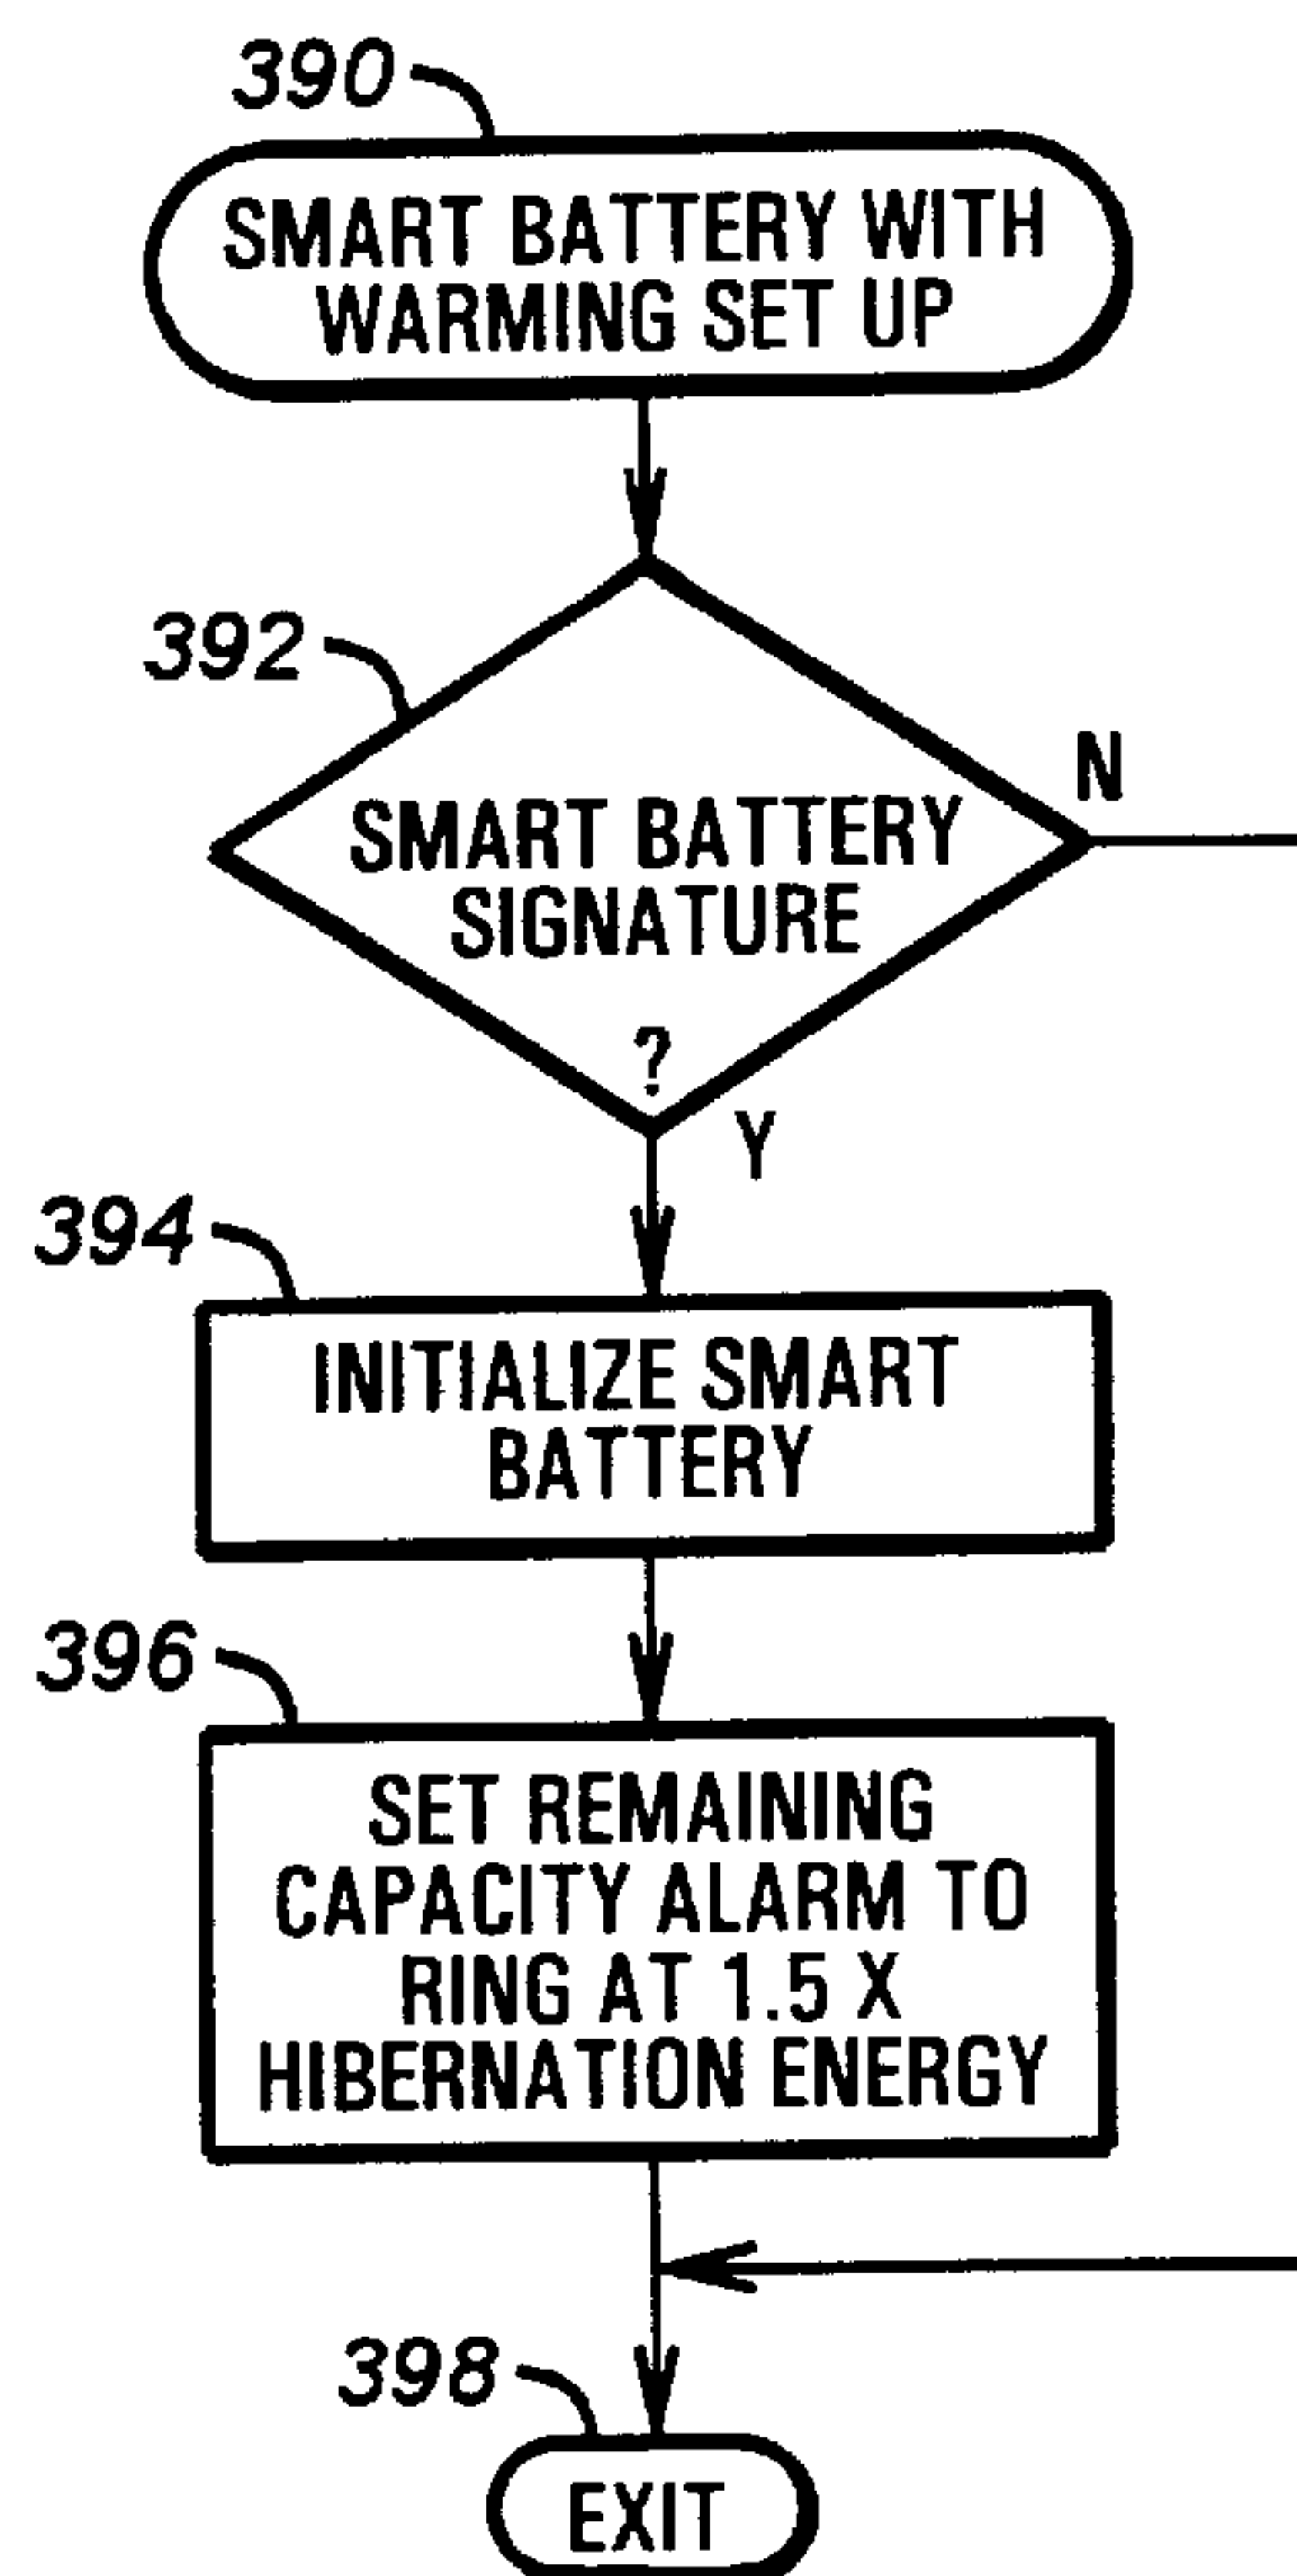 390
SMART BATTERY WITH
WARMING SET UP
392
N
SMART BATTERY
SIGNATURE
?
Y
394
INITIALIZE SMART
BATTERY
396
SET REMAINING
CAPACITY ALARM TO
RING AT 1.5 X
HIBERNATION ENERGY
398
EXIT